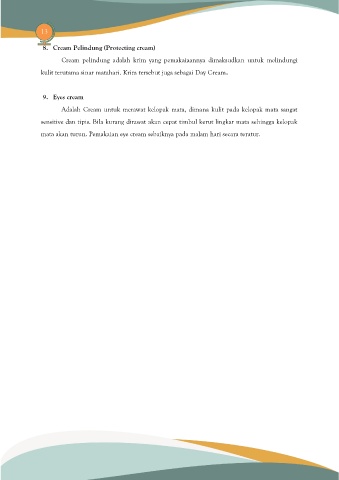 13
8. Cream Pelindung (Protecting cream)
Cream pelindung adalah krim yang pemakaiaannya dimaksudkan untuk melindungi
kulit terutama sinar matahari. Krim tersebut juga sebagai Day Cream.
9. Eyes cream
Adalah Cream untuk merawat kelopak mata, dimana kulit pada kelopak mata sangat
sensitive dan tipis. Bila kurang dirawat akan cepat timbul kerut lingkar mata sehingga kelopak
mata akan turun. Pemakaian eye cream sebaiknya pada malam hari secara teratur.